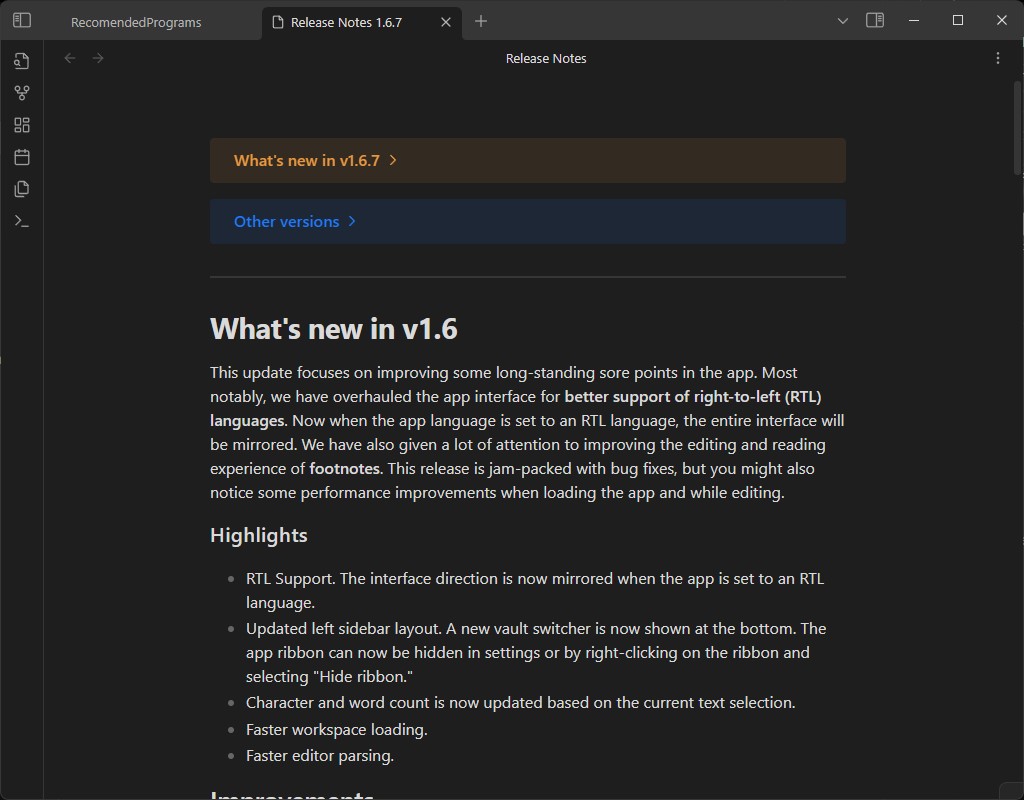 RecomendedPrograms
Release Notes 1.6.7
Release Notes
What's new in v1.6.7
Other versions
What's new in v1.6
This update focuses on improving some long-standing sore points in the app. Most
notably, we have overhauled the app interface for better support of right-to-left (RTL)
languages. Now when the app language is set to an RTL language, the entire interface will
be mirrored. We have also given a lot of attention to improving the editing and reading
experience of footnotes. This release is jam-packed with bug fixes, but you might also
notice some performance improvements when loading the app and while editing.
Highlights
RTL Support. The interface direction is now mirrored when the app is set to an RTL
language.
Updated left sidebar layout. A new vault switcher is now shown at the bottom. The
app ribbon can now be hidden in settings or by right-clicking on the ribbon and
selecting "Hide ribbon."
Character and word count is now updated based on the current text selection.
Faster workspace loading.
Faster editor parsing.
Improvements